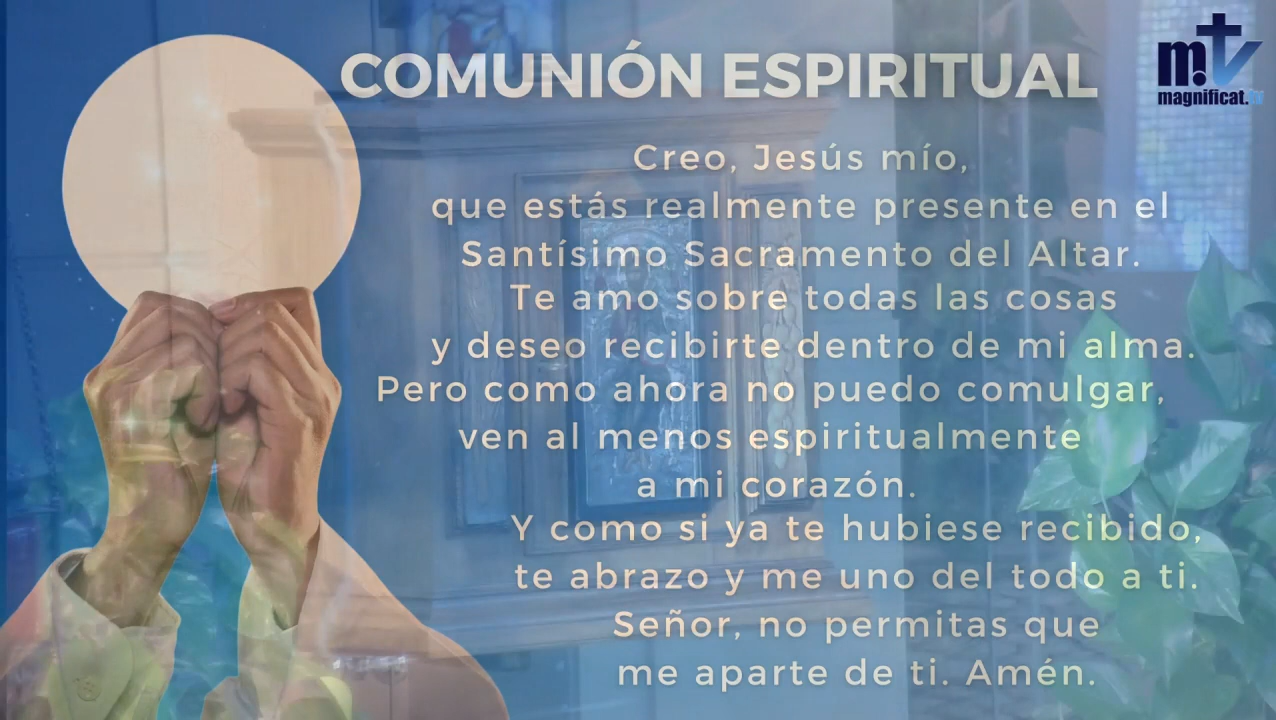 COMUNIÓN ESPIRITUAL
m.tv
magnificat.tv
Creo, Jesús mío,
que estás realmente presente en el
Santísimo Sacramento del Altar.
Te amo sobre todas las cosas
y deseo recibirte dentro de mi alma.
Pero como ahora no puedo comulgar,
ven al menos espiritualmente
a mi corazón.
Y como si ya te hubiese recibido,
te abrazo y me uno del todo a ti.
Señor, no permitas que
me aparte de ti. Amén.